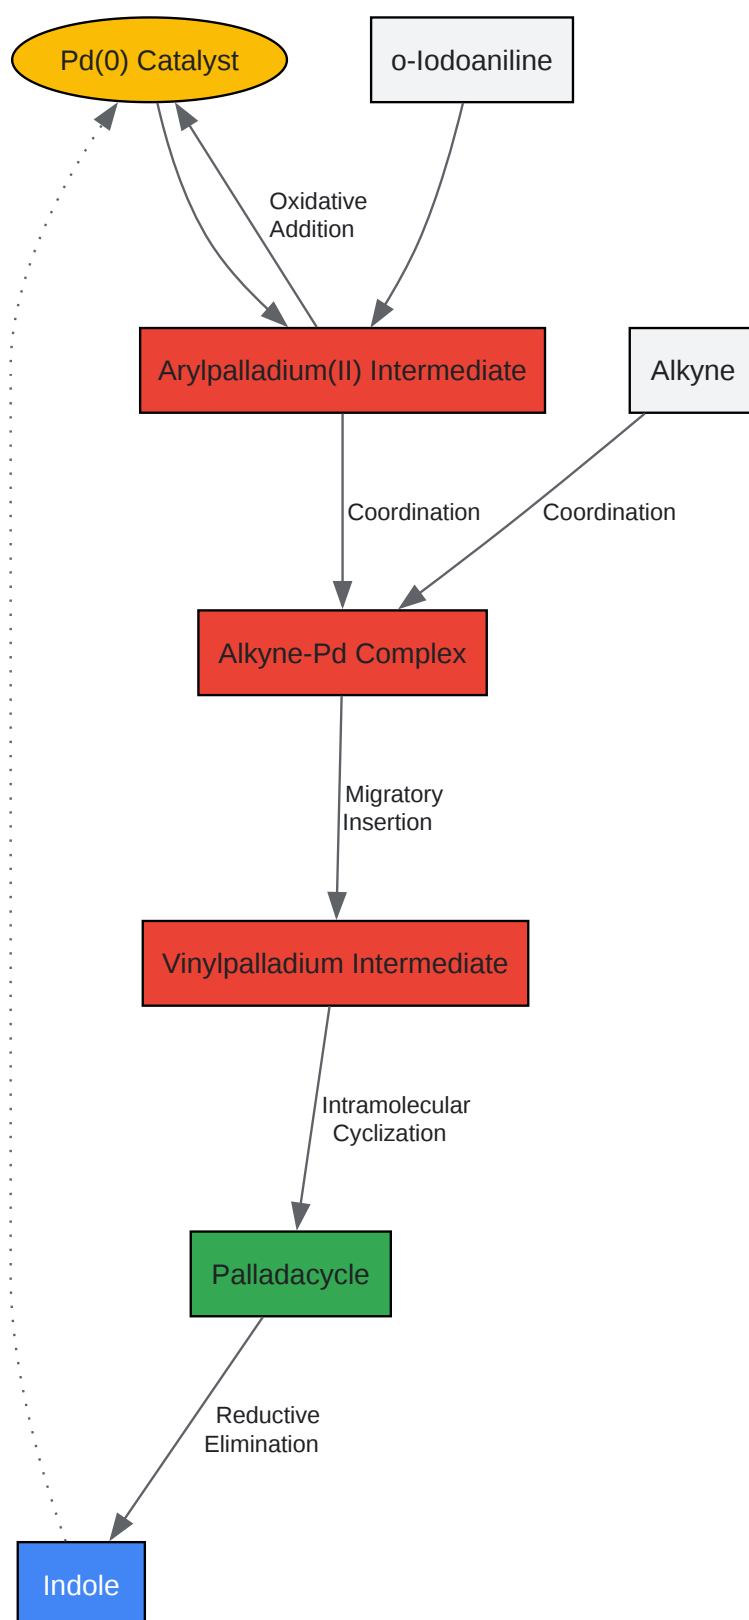 Pd(0) Catalyst
o-Iodoaniline
Oxidative
Addition
Arylpalladium(II) Intermediate
Alkyne
Coordination
Coordination
Alkyne-Pd Complex
Migratory
Insertion
Vinylpalladium Intermediate
Intramolecular
Cyclization
Palladacycle
Reductive
Elimination
Indole